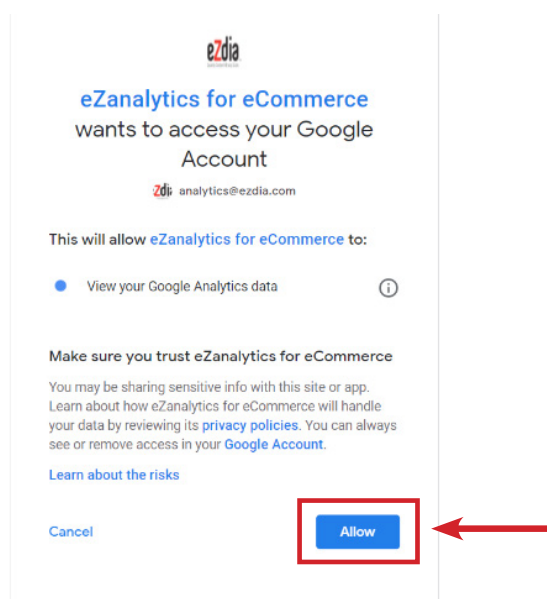 eZdia
eZanalytics for eCommerce
wants to access your Google
Account
analytics@ezdia.com
This will allow eZanalytics for eCommerce to:
View your Google Analytics data
Make sure you trust eZanalytics for eCommerce
You may be sharing sensitive info with this site or app.
Learn about how eZanalytics for eCommerce will handle
your data by reviewing its privacy policies. You can always
see or remove access in your Google Account.
Learn about the risks
Cancel
Allow